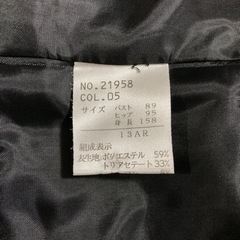 NO.21958
COL.05
サイズ バスト 89
ヒップ 95
身長 158
13AR
組成表示
表生地:ポリエステル 59%
トリアセテート 33%